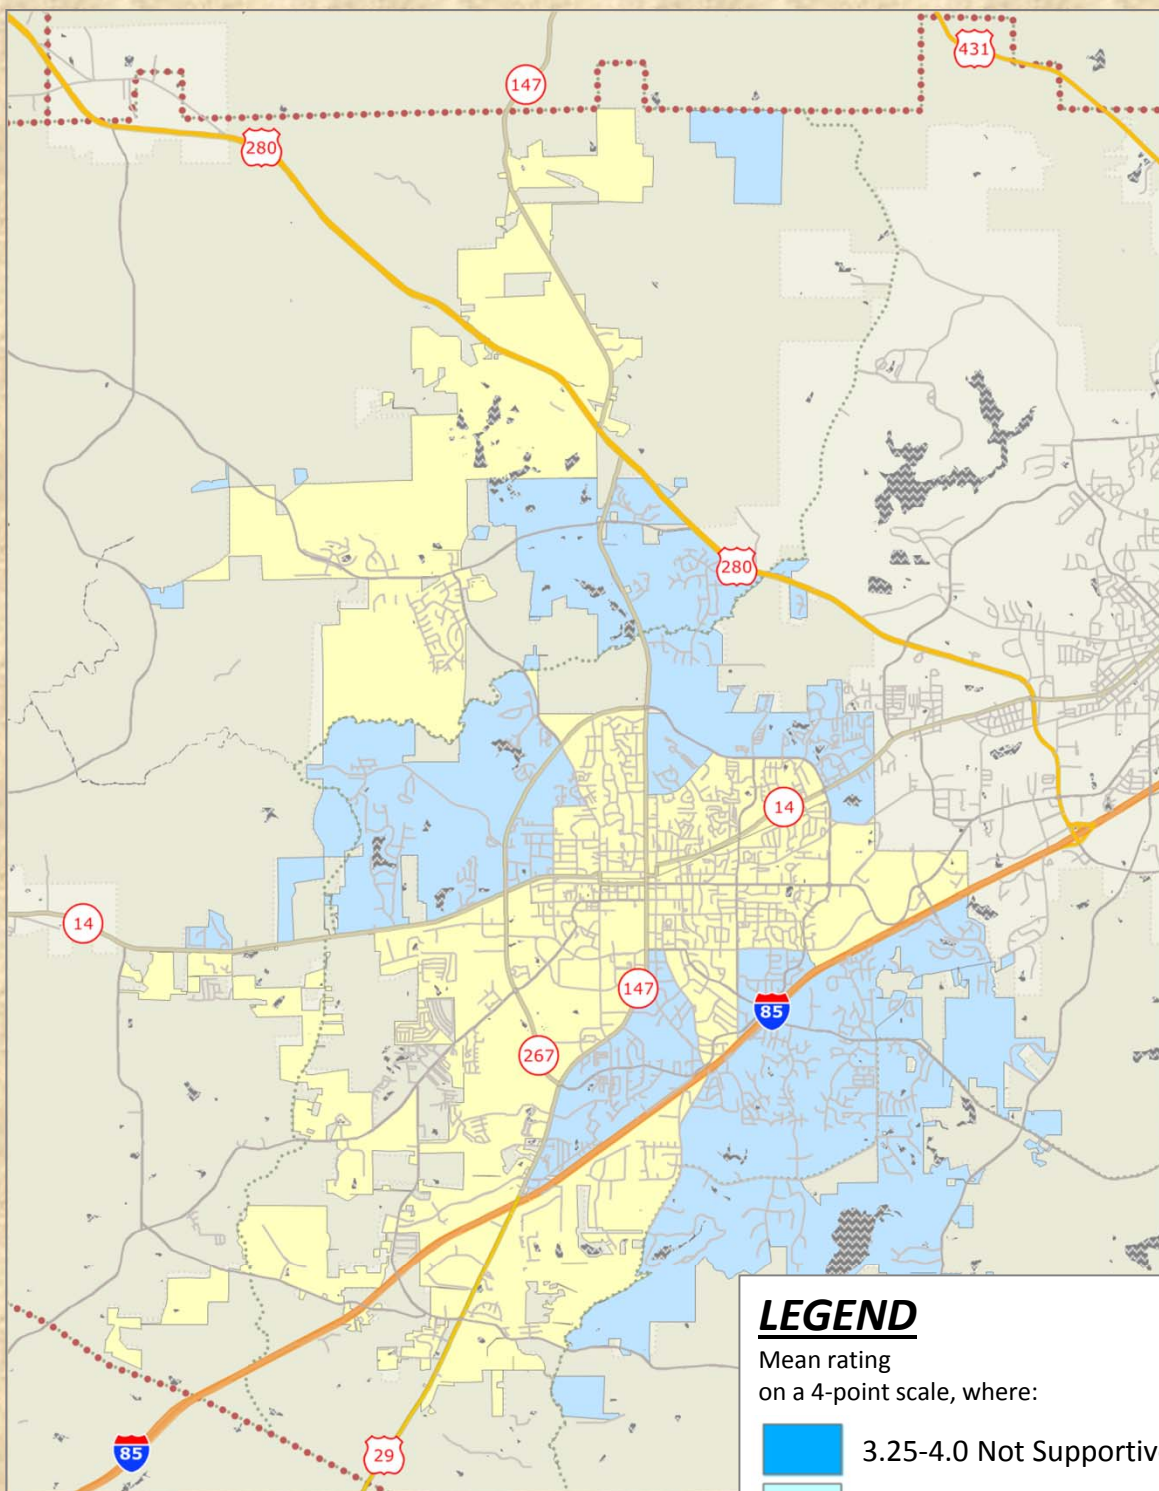 431
147
280
280
14
14
147
85
267
LEGEND
Mean rating
on a 4-point scale, where:
3.25-4.0 Not Supportiv
85
29